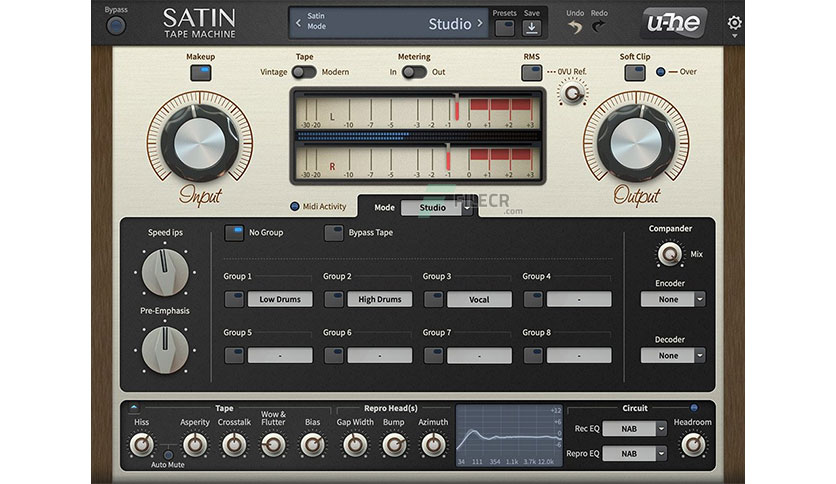 Bypass
SATIN
TAPE MACHINE
Satin
Mode
Studio
Presets
Save
Undo
Redo
u-he
Makeup
Tape
Vintage
Modern
Metering
In
Out
RMS
0VU Ref.
Soft Clip
Over
L
-30 -20 -10 -7 -5 -3 -2 -1 0 +1 +2 +3
R
-30 -20 -10 -7 -5 -3 -2 -1 0 +1 +2 +3
Input
Output
Midi Activity
Mode
Studio
FILECR
.com
Speed ips
No Group
Bypass Tape
Compander
Mix
Pre-Emphasis
Group 1
Group 2
Group 3
Group 4
Low Drums
High Drums
Vocal
-
Encoder
None
Group 5
Group 6
Group 7
Group 8
-
-
-
-
Decoder
None
Tape
Hiss
Asperity
Crosstalk
Wow &
Flutter
Bias
Auto Mute
Repro Head(s)
Gap Width
Bump
Azimuth
+12
+6
0
-6
34 111 354 1.1k 3.7k 12.0k
Circuit
Rec EQ
NAB
Repro EQ
NAB
Headroom